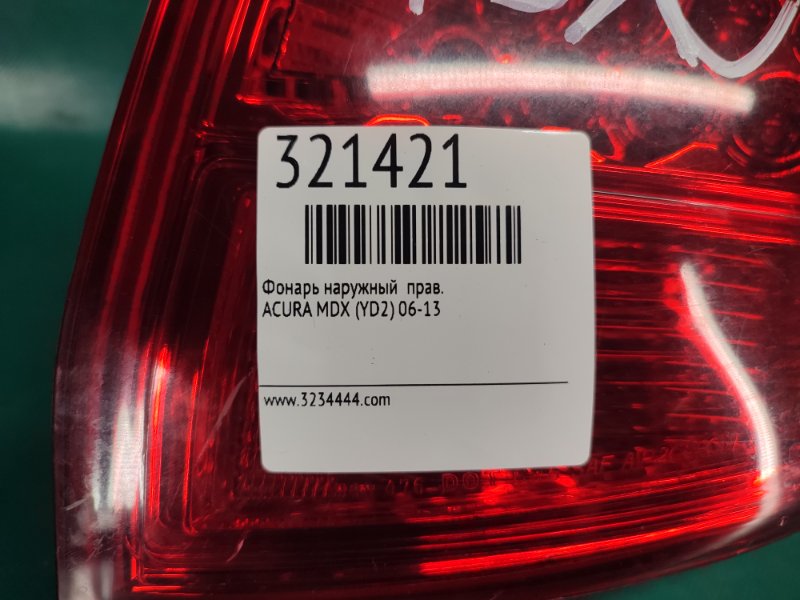 321421
Фонарь наружный прав.
ACURA MDX (YD2) 06-13
www.3234444.com